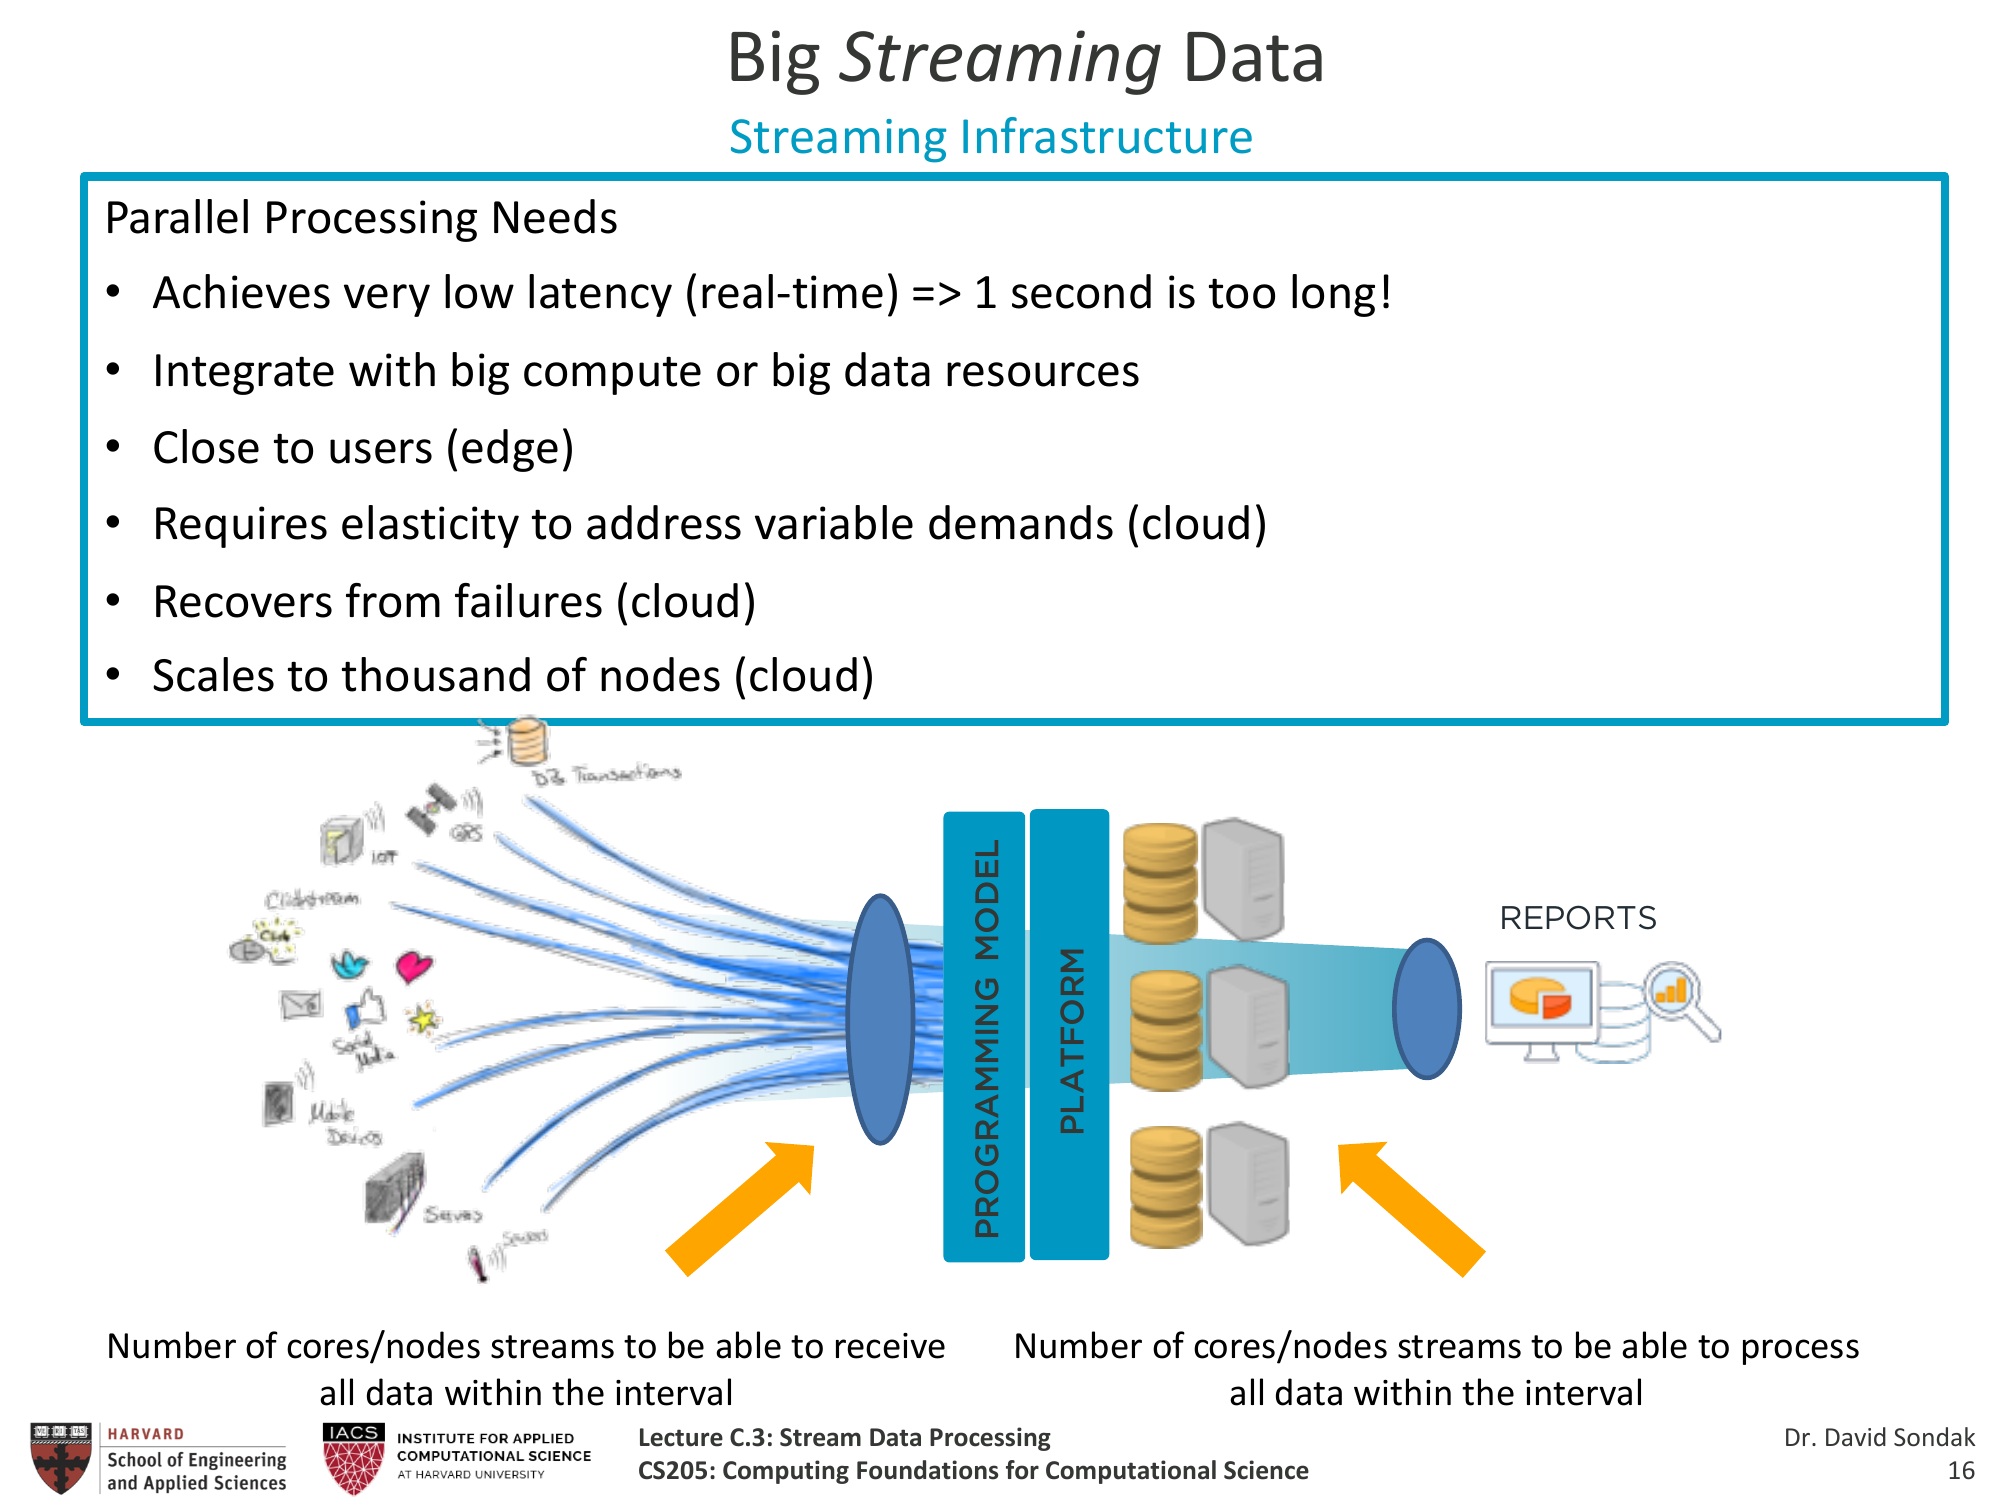 Big Streaming Data
Streaming Infrastructure
Parallel Processing Needs
• Achieves very low latency (real-time) => 1 second is too long!
• Integrate with big compute or big data resources
• Close to users (edge)
• Requires elasticity to address variable demands (cloud)
• Recovers from failures (cloud)
• Scales to thousand of nodes (cloud)
DB Transactions
GPS
IOT
Clickstream
Click
Social
Media
Mobile
Devices
Servers
Sensors
PROGRAMMING MODEL
PLATFORM
REPORTS
Number of cores/nodes streams to be able to receive
all data within the interval
Number of cores/nodes streams to be able to process
all data within the interval
HARVARD
School of Engineering
and Applied Sciences
IACS
INSTITUTE FOR APPLIED
COMPUTATIONAL SCIENCE
AT HARVARD UNIVERSITY
Lecture C.3: Stream Data Processing
CS205: Computing Foundations for Computational Science
Dr. David Sondak
16